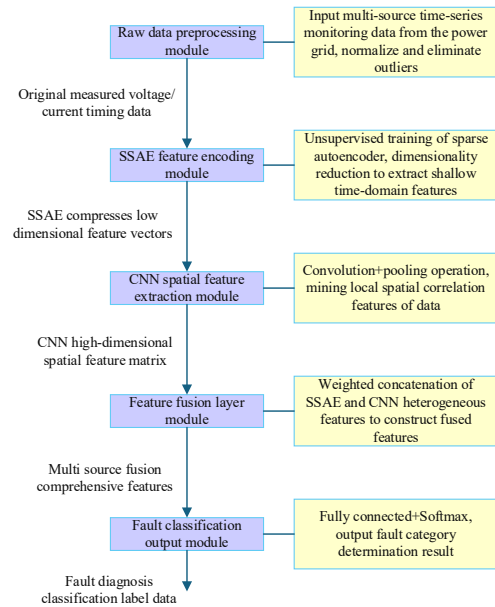 Raw data preprocessing
module
Input multi-source time-series
monitoring data from the power
grid, normalize and eliminate
outliers
Original measured voltage/
current timing data
SSAE feature encoding
module
Unsupervised training of sparse
autoencoder, dimensionality
reduction to extract shallow
time-domain features
SSAE compresses low
dimensional feature vectors
CNN spatial feature
extraction module
Convolution+pooling operation,
mining local spatial correlation
features of data
CNN high-dimensional
spatial feature matrix
Feature fusion layer
module
Weighted concatenation of
SSAE and CNN heterogeneous
features to construct fused
features
Multi source fusion
comprehensive features
Fault classification
output module
Fully connected+Softmax,
output fault category
determination result
Fault diagnosis
classification label data